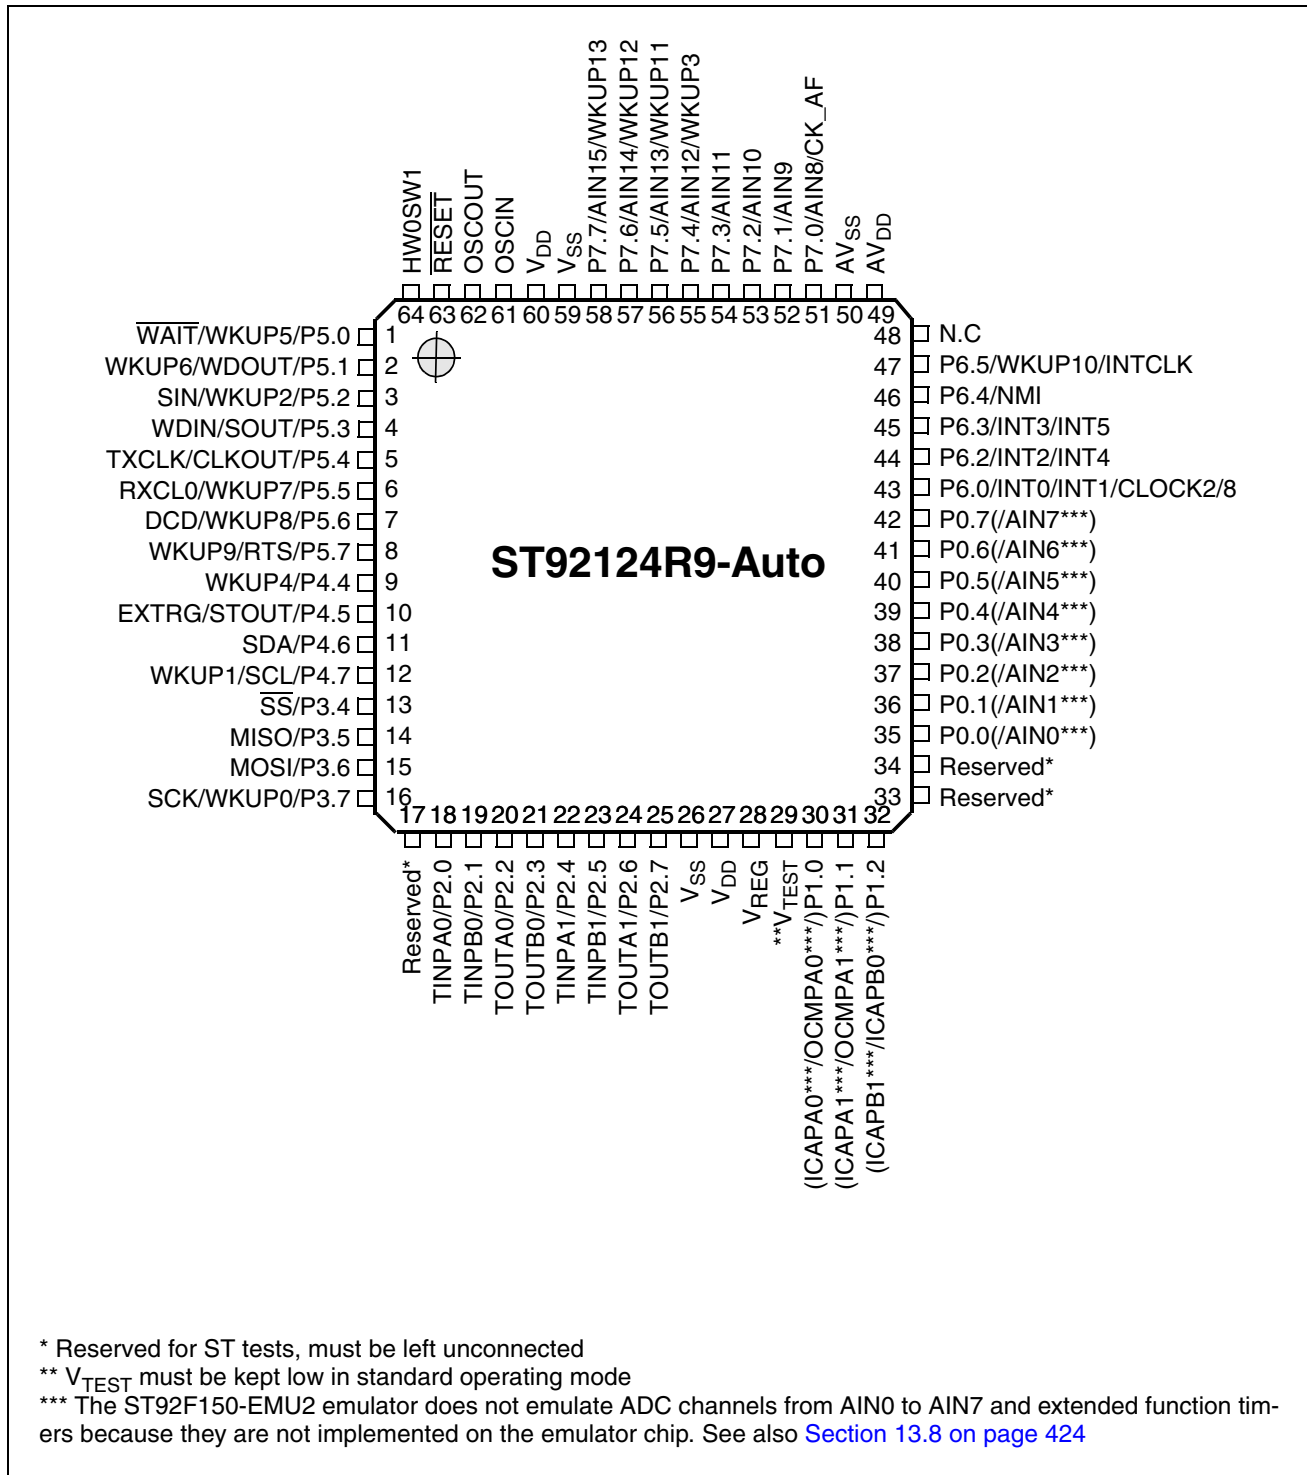 HW0SW1
RESET
OSCOUT
OSCIN
VDD
VSS
P7.7/AIN15/WKUP13
P7.6/AIN14/WKUP12
P7.5/AIN13/WKUP11
P7.4/AIN12/WKUP3
P7.3/AIN11
P7.2/AIN10
P7.1/AIN9
P7.0/AIN8/CK_AF
AVSS
AVDD
64 63 62 61 60 59 58 57 56 55 54 53 52 51 50 49
WAIT/WKUP5/P5.0 1
WKUP6/WDOUT/P5.1 2
SIN/WKUP2/P5.2 3
WDIN/SOUT/P5.3 4
TXCLK/CLKOUT/P5.4 5
RXCL0/WKUP7/P5.5 6
DCD/WKUP8/P5.6 7
WKUP9/RTS/P5.7 8
WKUP4/P4.4 9
EXTRG/STOUT/P4.5 10
SDA/P4.6 11
WKUP1/SCL/P4.7 12
SS/P3.4 13
MISO/P3.5 14
MOSI/P3.6 15
SCK/WKUP0/P3.7 16
ST92124R9-Auto
48 N.C
47 P6.5/WKUP10/INTCLK
46 P6.4/NMI
45 P6.3/INT3/INT5
44 P6.2/INT2/INT4
43 P6.0/INT0/INT1/CLOCK2/8
42 P0.7(/AIN7***)
41 P0.6(/AIN6***)
40 P0.5(/AIN5***)
39 P0.4(/AIN4***)
38 P0.3(/AIN3***)
37 P0.2(/AIN2***)
36 P0.1(/AIN1***)
35 P0.0(/AIN0***)
34 Reserved*
33 Reserved*
17 18 19 20 21 22 23 24 25 26 27 28 29 30 31 32
Reserved*
TINPA0/P2.0
TINPB0/P2.1
TOUTA0/P2.2
TOUTB0/P2.3
TINPA1/P2.4
TINPB1/P2.5
TOUTA1/P2.6
TOUTB1/P2.7
VSS
VDD
VREG
**VTEST
(ICAPA0***/OCMPA0***/)P1.0
(ICAPA1***/OCMPA1***/)P1.1
(ICAPB1***/ICAPB0***/)P1.2
* Reserved for ST tests, must be left unconnected
** VTEST must be kept low in standard operating mode
*** The ST92F150-EMU2 emulator does not emulate ADC channels from AIN0 to AIN7 and extended function tim-
ers because they are not implemented on the emulator chip. See also Section 13.8 on page 424